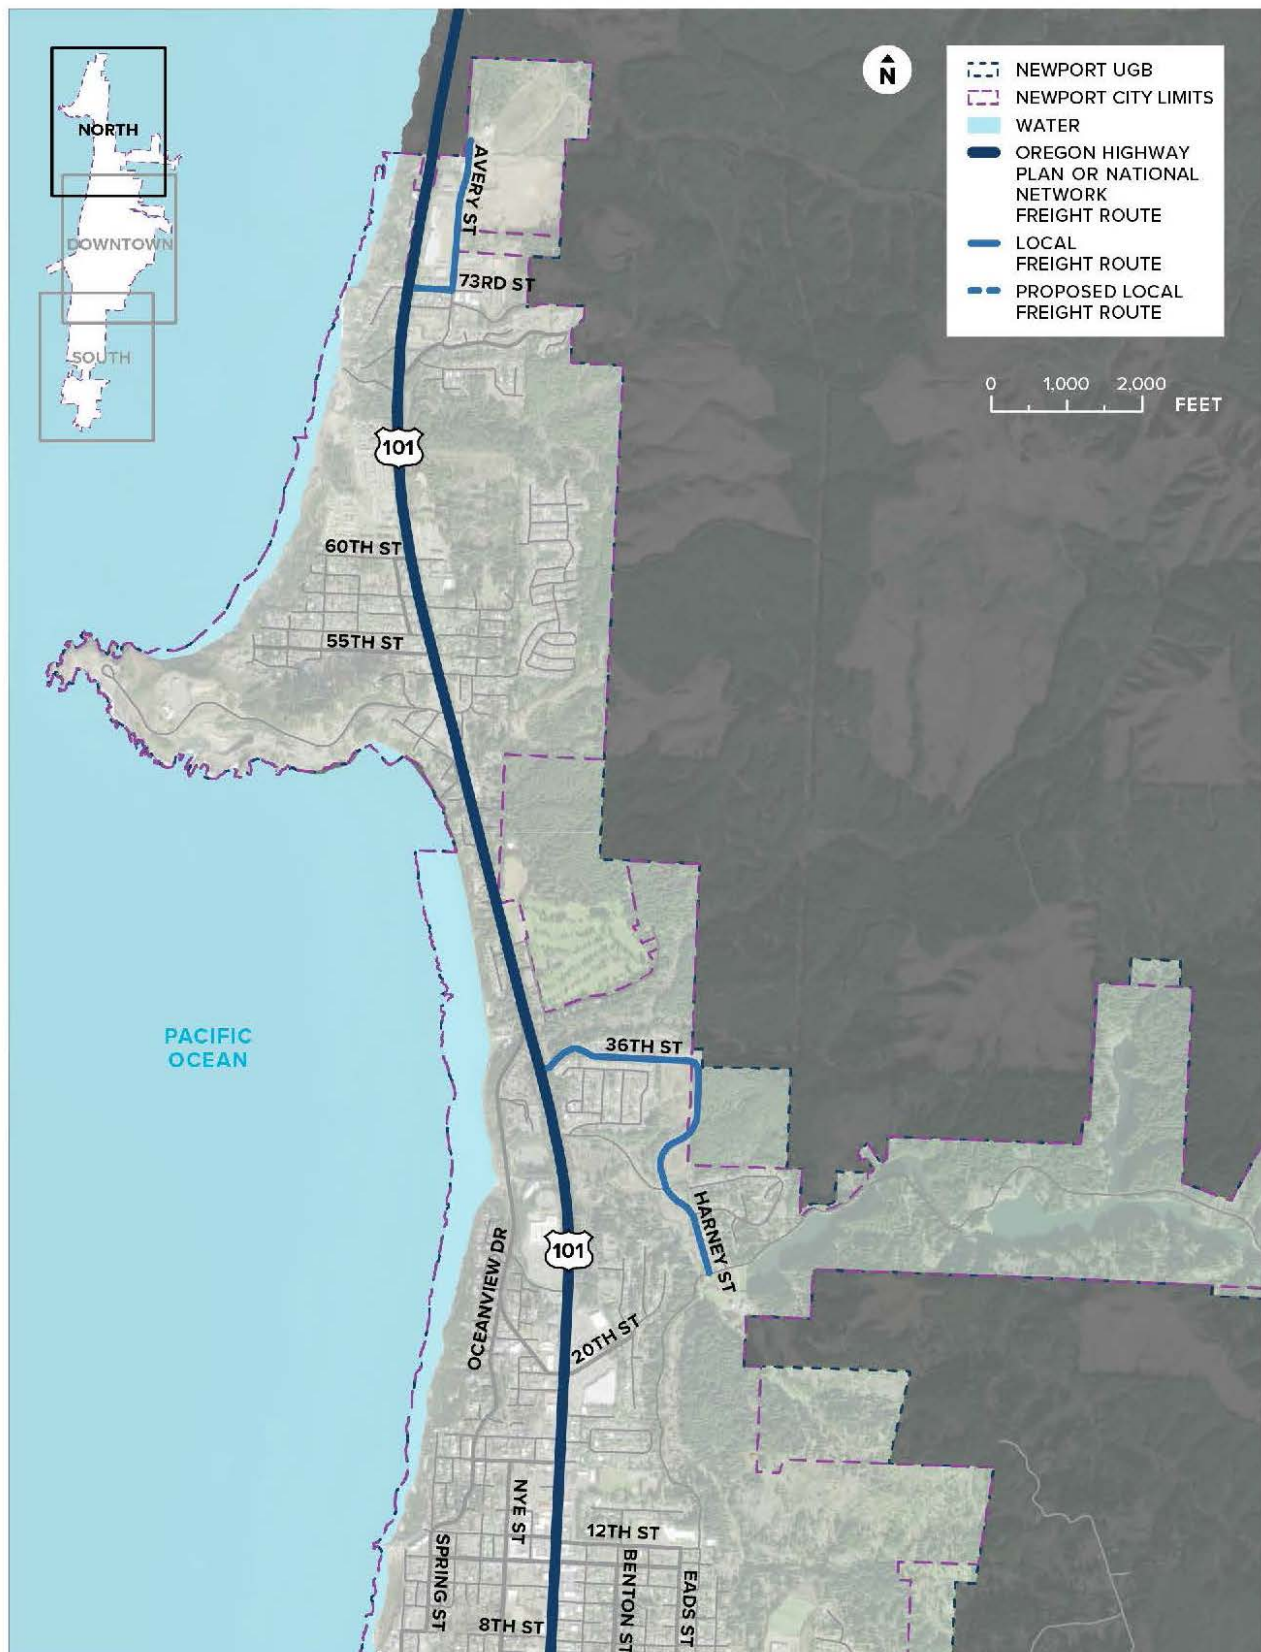 NORTH
DOWNTOWN
SOUTH
N
NEWPORT UGB
NEWPORT CITY LIMITS
WATER
OREGON HIGHWAY
PLAN OR NATIONAL
NETWORK
FREIGHT ROUTE
LOCAL
FREIGHT ROUTE
PROPOSED LOCAL
FREIGHT ROUTE
0 1,000 2,000
FEET
AVERY ST
73RD ST
101
60TH ST
55TH ST
PACIFIC
OCEAN
36TH ST
HARNEY ST
101
OCEANVIEW DR
20TH ST
NYE ST
12TH ST
SPRING ST
BENTON ST
EADS ST
8TH ST